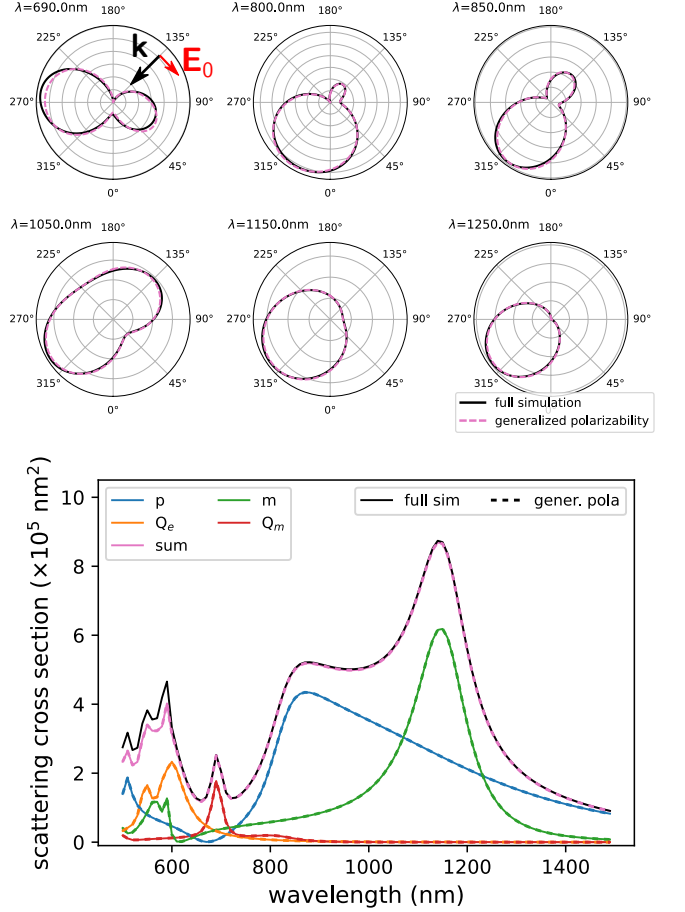 λ=690.0nm 180° λ=800.0nm 180° λ=850.0nm 180°
225° 135° 225° 135° 225° 135°
k E₀
270° 90° 270° 90° 270° 90°
315° 45° 315° 45° 315° 45°
0° 0° 0°
λ=1050.0nm 180° λ=1150.0nm 180° λ=1250.0nm 180°
225° 135° 225° 135° 225° 135°
270° 90° 270° 90° 270° 90°
315° 45° 315° 45° 315° 45°
0° 0° 0°
full simulation
generalized polarizability
p m full sim gener. pola
Qₑ Qₘ
sum
10
8
6
4
2
0
scattering cross section (×10⁵ nm²)
600 800 1000 1200 1400
wavelength (nm)